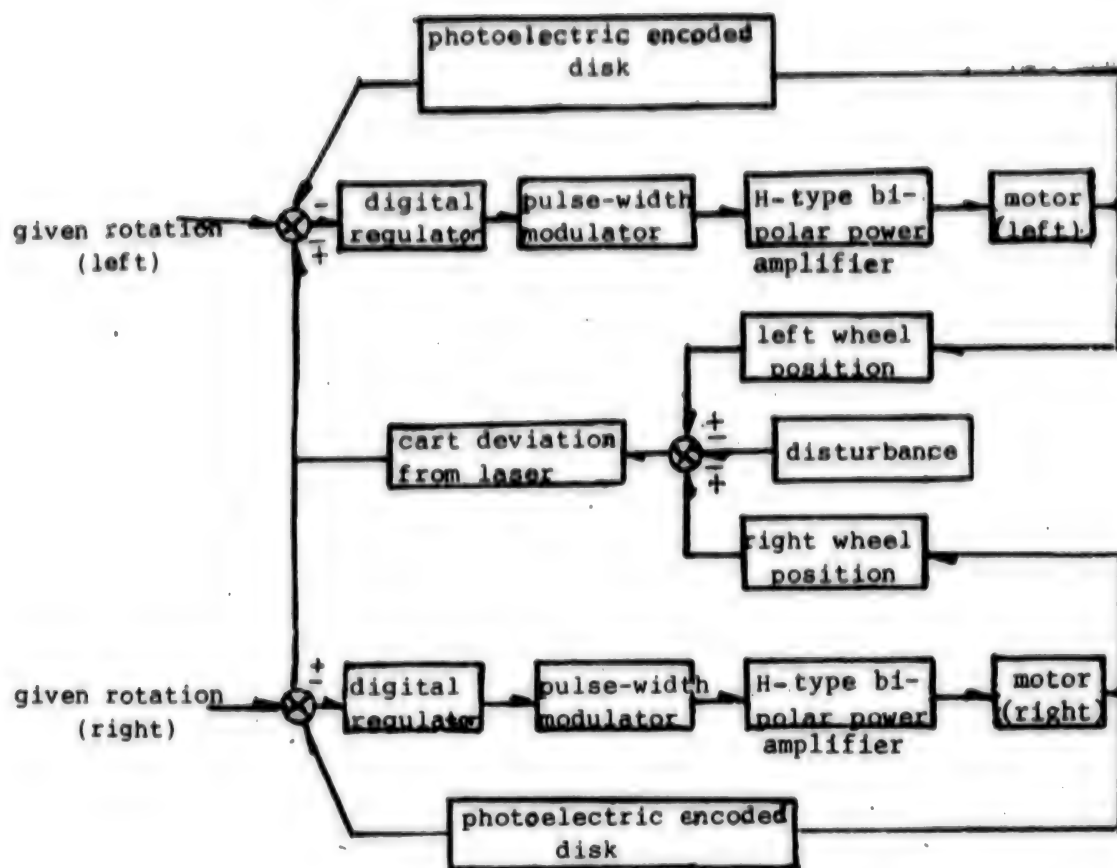 photoelectric encoded
disk
given rotation
(left)
−
∓
digital
regulator
pulse-width
modulator
H-type bi-
polar power
amplifier
motor
(left)
left wheel
position
±
cart deviation
from laser
disturbance
∓
right wheel
position
given rotation
(right)
±
digital
regulator
pulse-width
modulator
H-type bi-
polar power
amplifier
motor
(right)
photoelectric encoded
disk